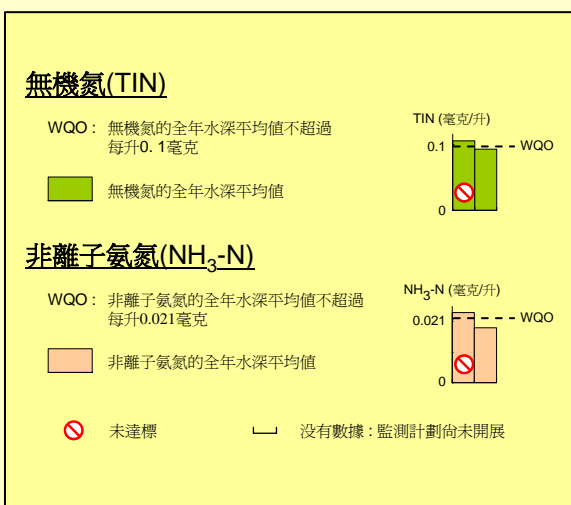 無機氮(TIN)
WQO : 無機氮的全年水深平均值不超過
每升0.1毫克
無機氮的全年水深平均值
TIN (毫克/升)
0.1
WQO
0
非離子氨氮(NH3-N)
WQO : 非離子氨氮的全年水深平均值不超過
每升0.021毫克
非離子氨氮的全年水深平均值
NH3-N (毫克/升)
0.021
WQO
0
未達標
没有數據 : 監測計劃尚未開展